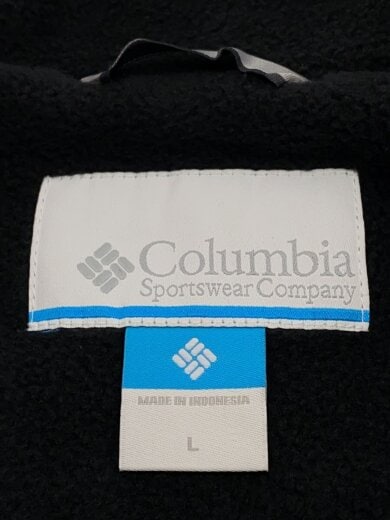 Columbia
Sportswear Company
MADE IN INDONESIA
L